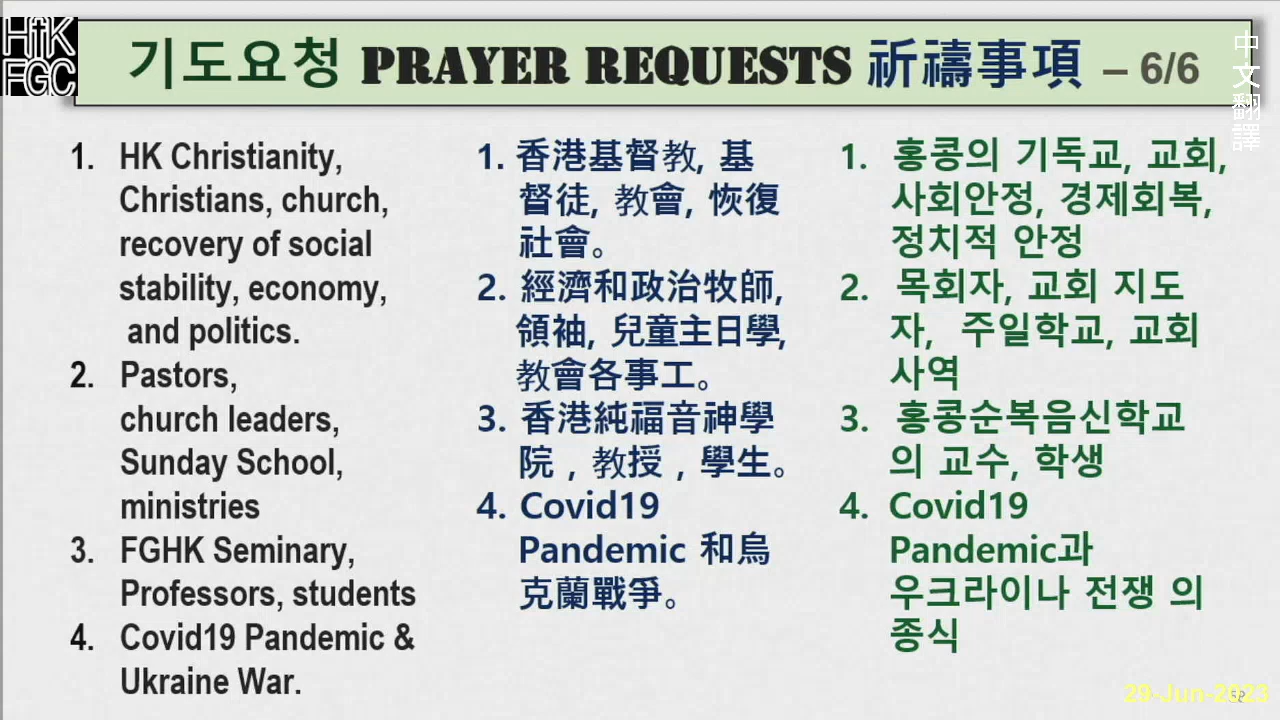 HfK
FGC
기도요청 PRAYER REQUESTS 祈禱事項 – 6/6
中文翻譯
1. HK Christianity,
Christians, church,
recovery of social
stability, economy,
and politics.
2. Pastors,
church leaders,
Sunday School,
ministries
3. FGHK Seminary,
Professors, students
4. Covid19 Pandemic &
Ukraine War.
1. 香港基督教, 基
督徒, 教會, 恢復
社會。
2. 經濟和政治牧師,
領袖, 兒童主日學,
教會各事工。
3. 香港純福音神學
院 , 教授 , 學生。
4. Covid19
Pandemic 和烏
克蘭戰爭。
1. 홍콩의 기독교, 교회,
사회안정, 경제회복,
정치적 안정
2. 목회자, 교회 지도
자, 주일학교, 교회
사역
3. 홍콩순복음신학교
의 교수, 학생
4. Covid19
Pandemic과
우크라이나 전쟁 의
종식
29-Jun-2023